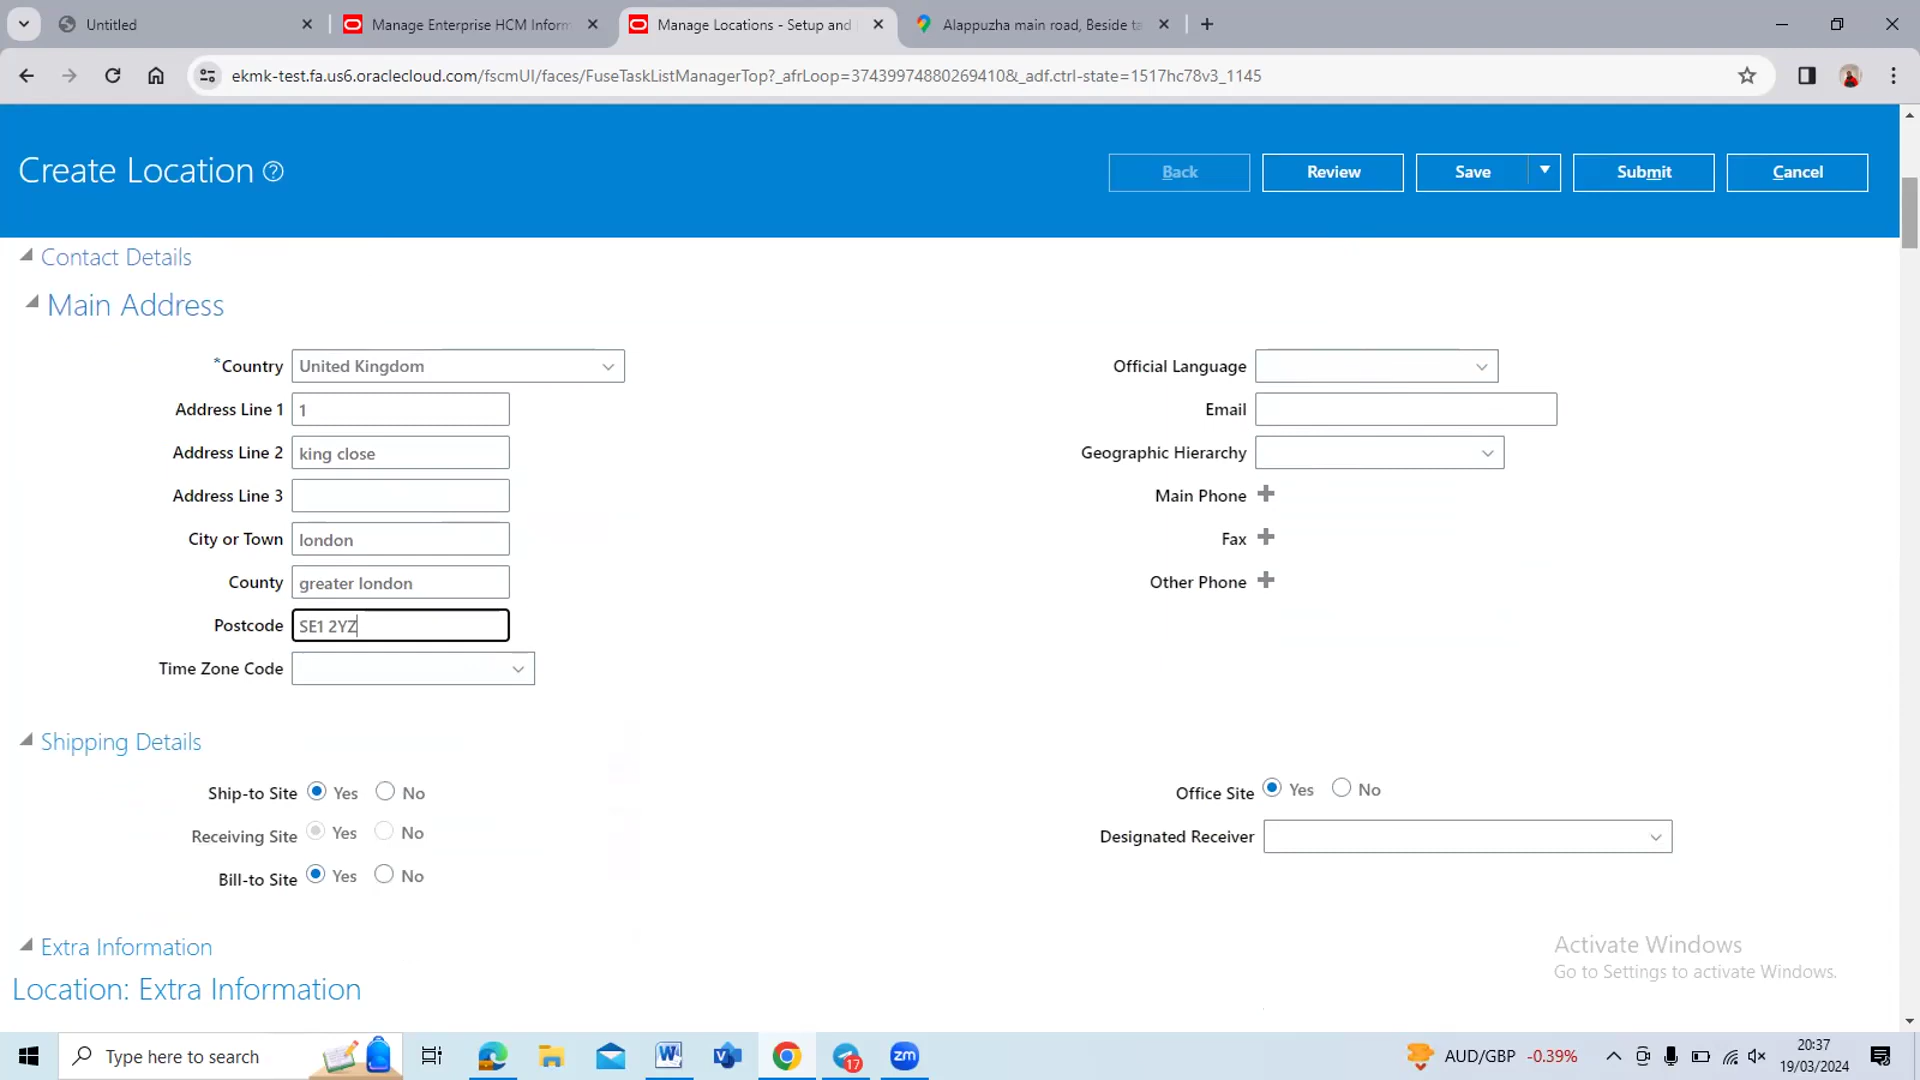 Untitled
Manage Enterprise HCM Inform
Manage Locations - Setup and
Alappuzha main road, Beside ta
ekmk-test.fa.us6.oraclecloud.com/fscmUI/faces/FuseTaskListManagerTop?_afrLoop=37439974880269410&_adf.ctrl-state=1517hc78v3_1145
Create Location
Back
Review
Save
Submit
Cancel
Contact Details
Main Address
*Country United Kingdom
Address Line 1 1
Address Line 2 king close
Address Line 3
City or Town london
County greater london
Postcode SE1 2YZ
Time Zone Code
Official Language
Email
Geographic Hierarchy
Main Phone
Fax
Other Phone
Shipping Details
Ship-to Site Yes No
Receiving Site Yes No
Bill-to Site Yes No
Office Site Yes No
Designated Receiver
Extra Information
Location: Extra Information
Activate Windows
Go to Settings to activate Windows.
Type here to search
17
zm
AUD/GBP -0.39%
20:37
19/03/2024